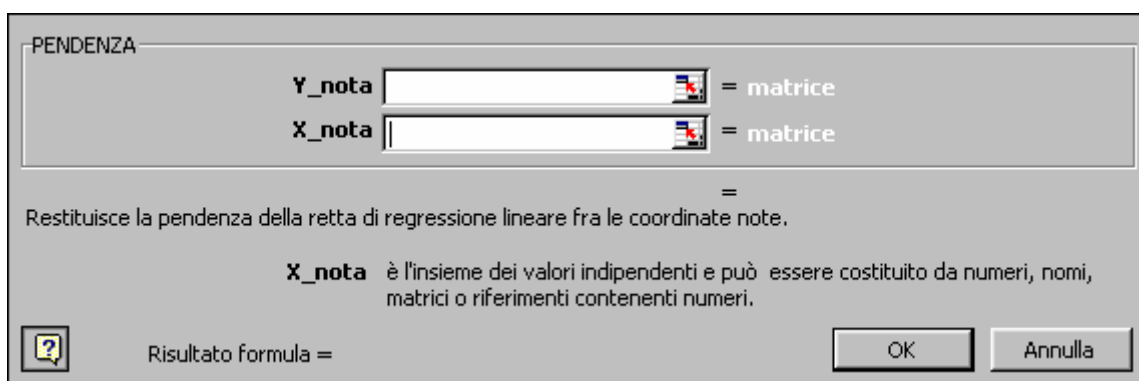 PENDENZA
Y_nota = matrice
X_nota = matrice
=
Restituisce la pendenza della retta di regressione lineare fra le coordinate note.
X_nota è l'insieme dei valori indipendenti e può essere costituito da numeri, nomi,
matrici o riferimenti contenenti numeri.
? Risultato formula = OK Annulla